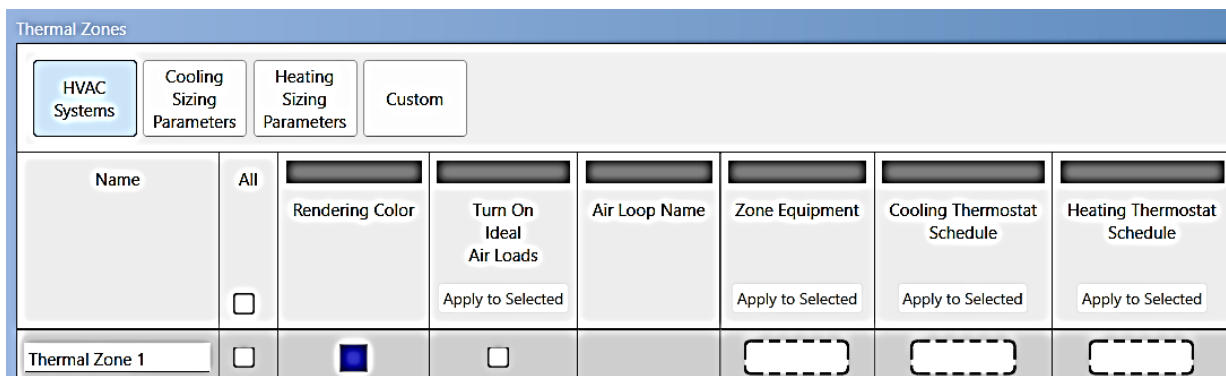 Thermal Zones
HVAC
Systems
Cooling
Sizing
Parameters
Heating
Sizing
Parameters
Custom
Name
All
Rendering Color
Turn On
Ideal
Air Loads
Apply to Selected
Air Loop Name
Zone Equipment
Apply to Selected
Cooling Thermostat
Schedule
Apply to Selected
Heating Thermostat
Schedule
Apply to Selected
Thermal Zone 1